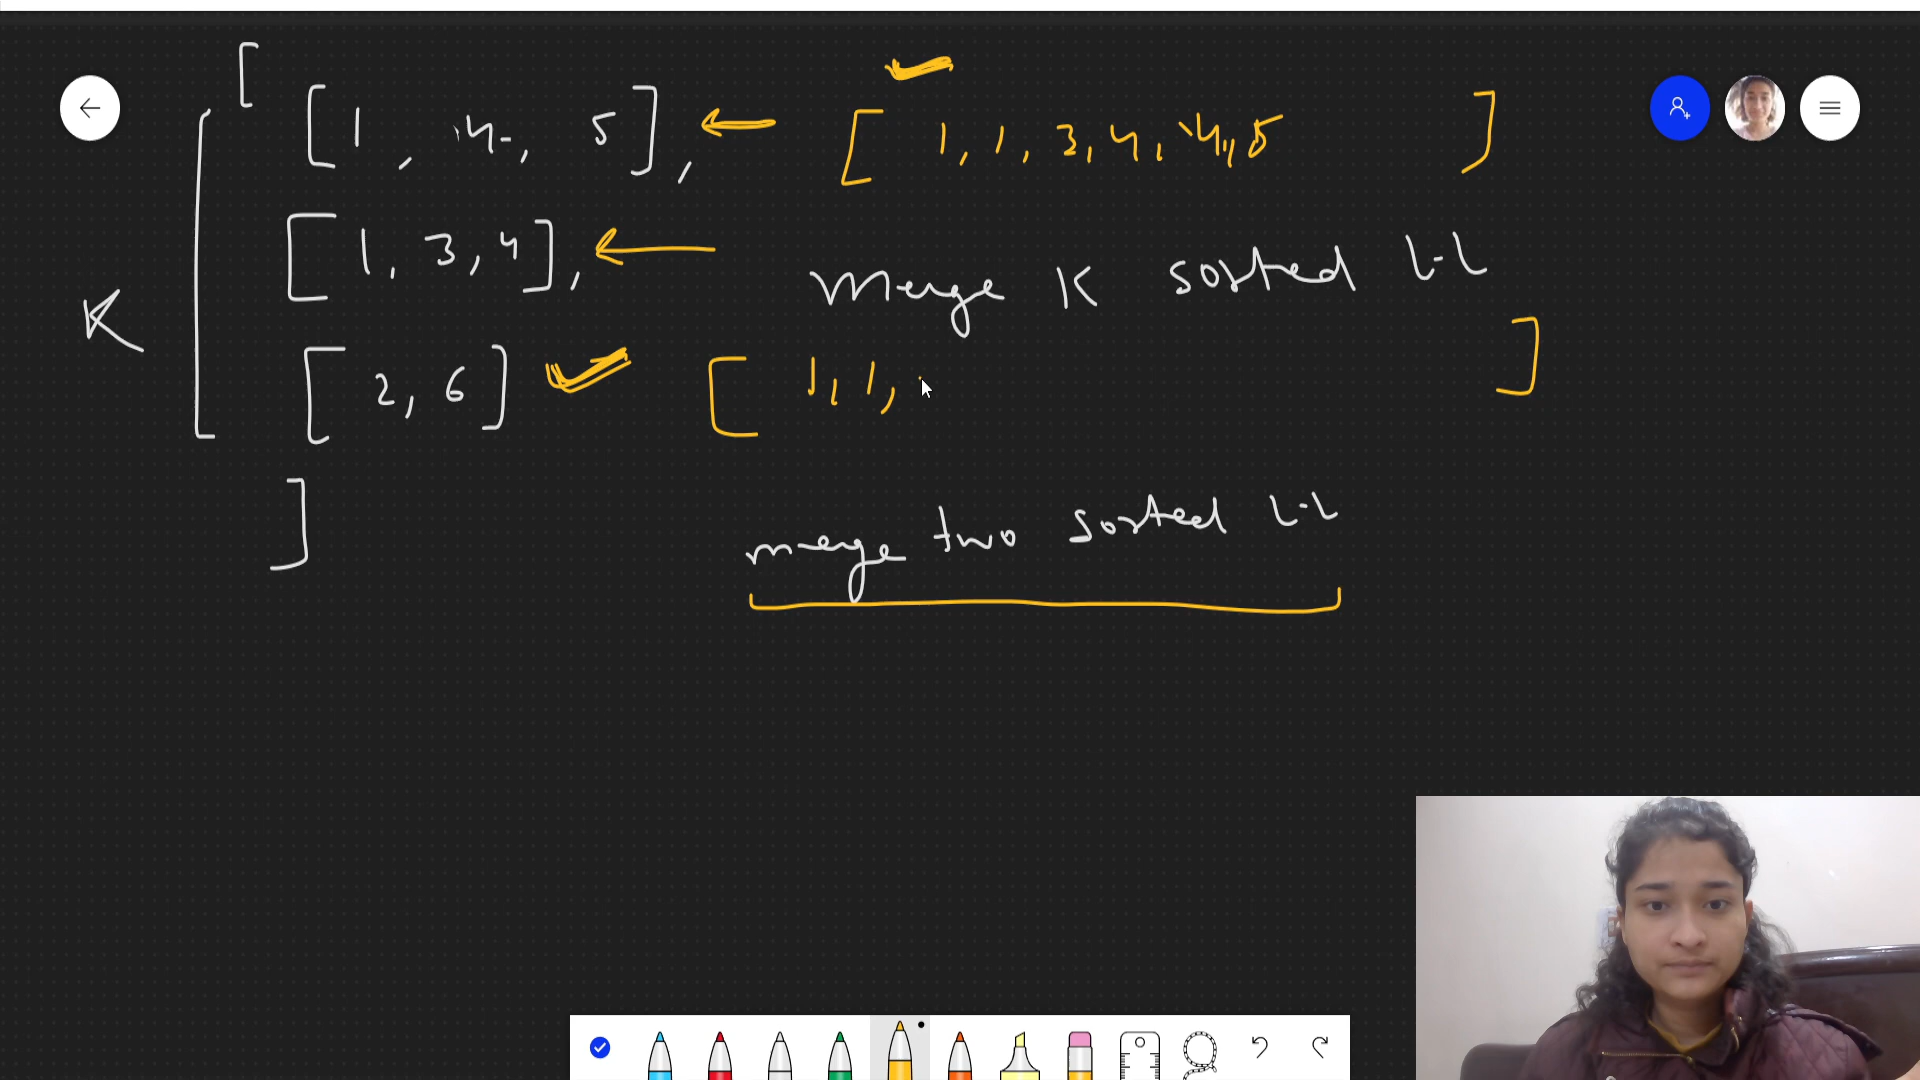 [
[1, 4, 5], [1, 1, 3, 4, 4, 5]
[1, 3, 4],
Merge K sorted L-L
K
[2, 6] [1, 1, ]
]
merge two sorted L-L